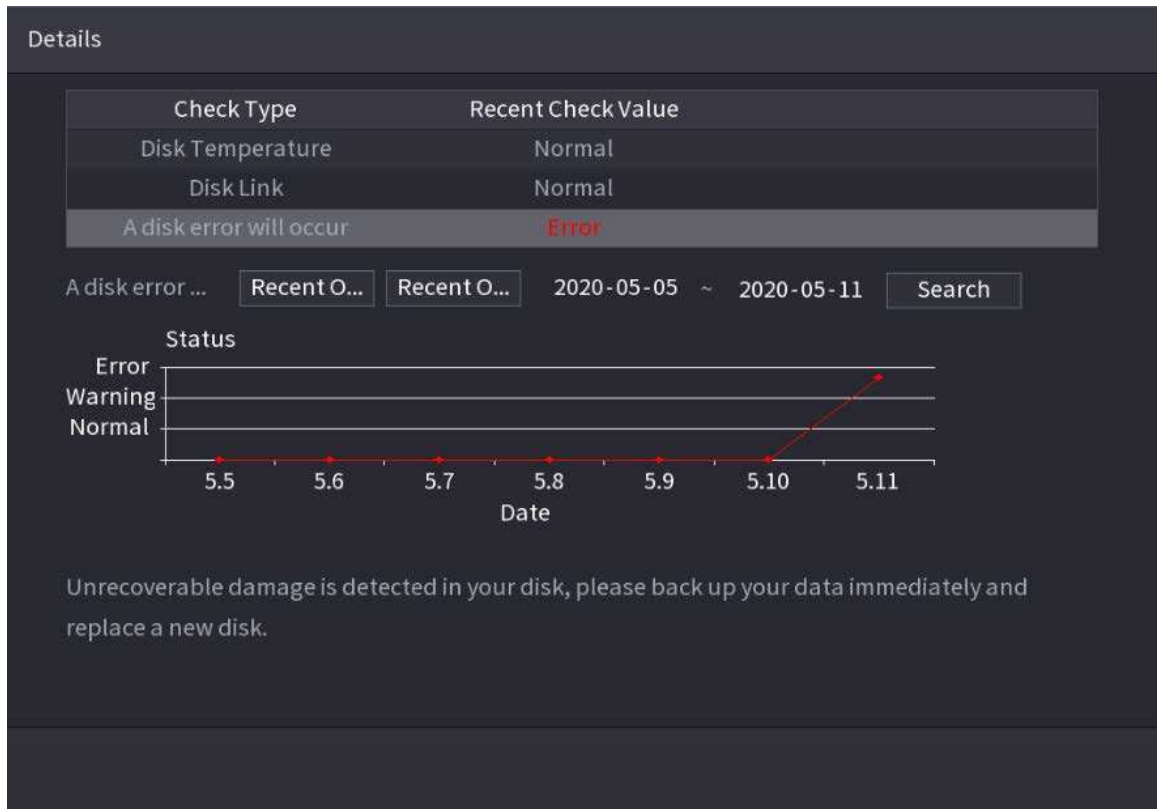 Details
Check Type Recent Check Value
Disk Temperature Normal
Disk Link Normal
A disk error will occur Error
A disk error ... Recent O... Recent O... 2020-05-05 ~ 2020-05-11 Search
Status
Error
Warning
Normal
5.5 5.6 5.7 5.8 5.9 5.10 5.11
Date
Unrecoverable damage is detected in your disk, please back up your data immediately and
replace a new disk.